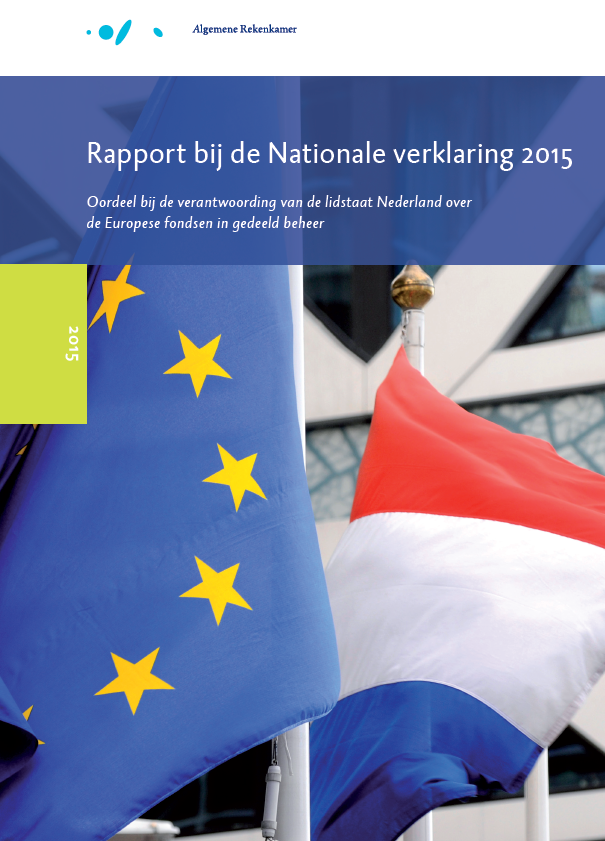 Algemene Rekenkamer
Rapport bij de Nationale verklaring 2015
Oordeel bij de verantwoording van de lidstaat Nederland over
de Europese fondsen in gedeeld beheer
2015